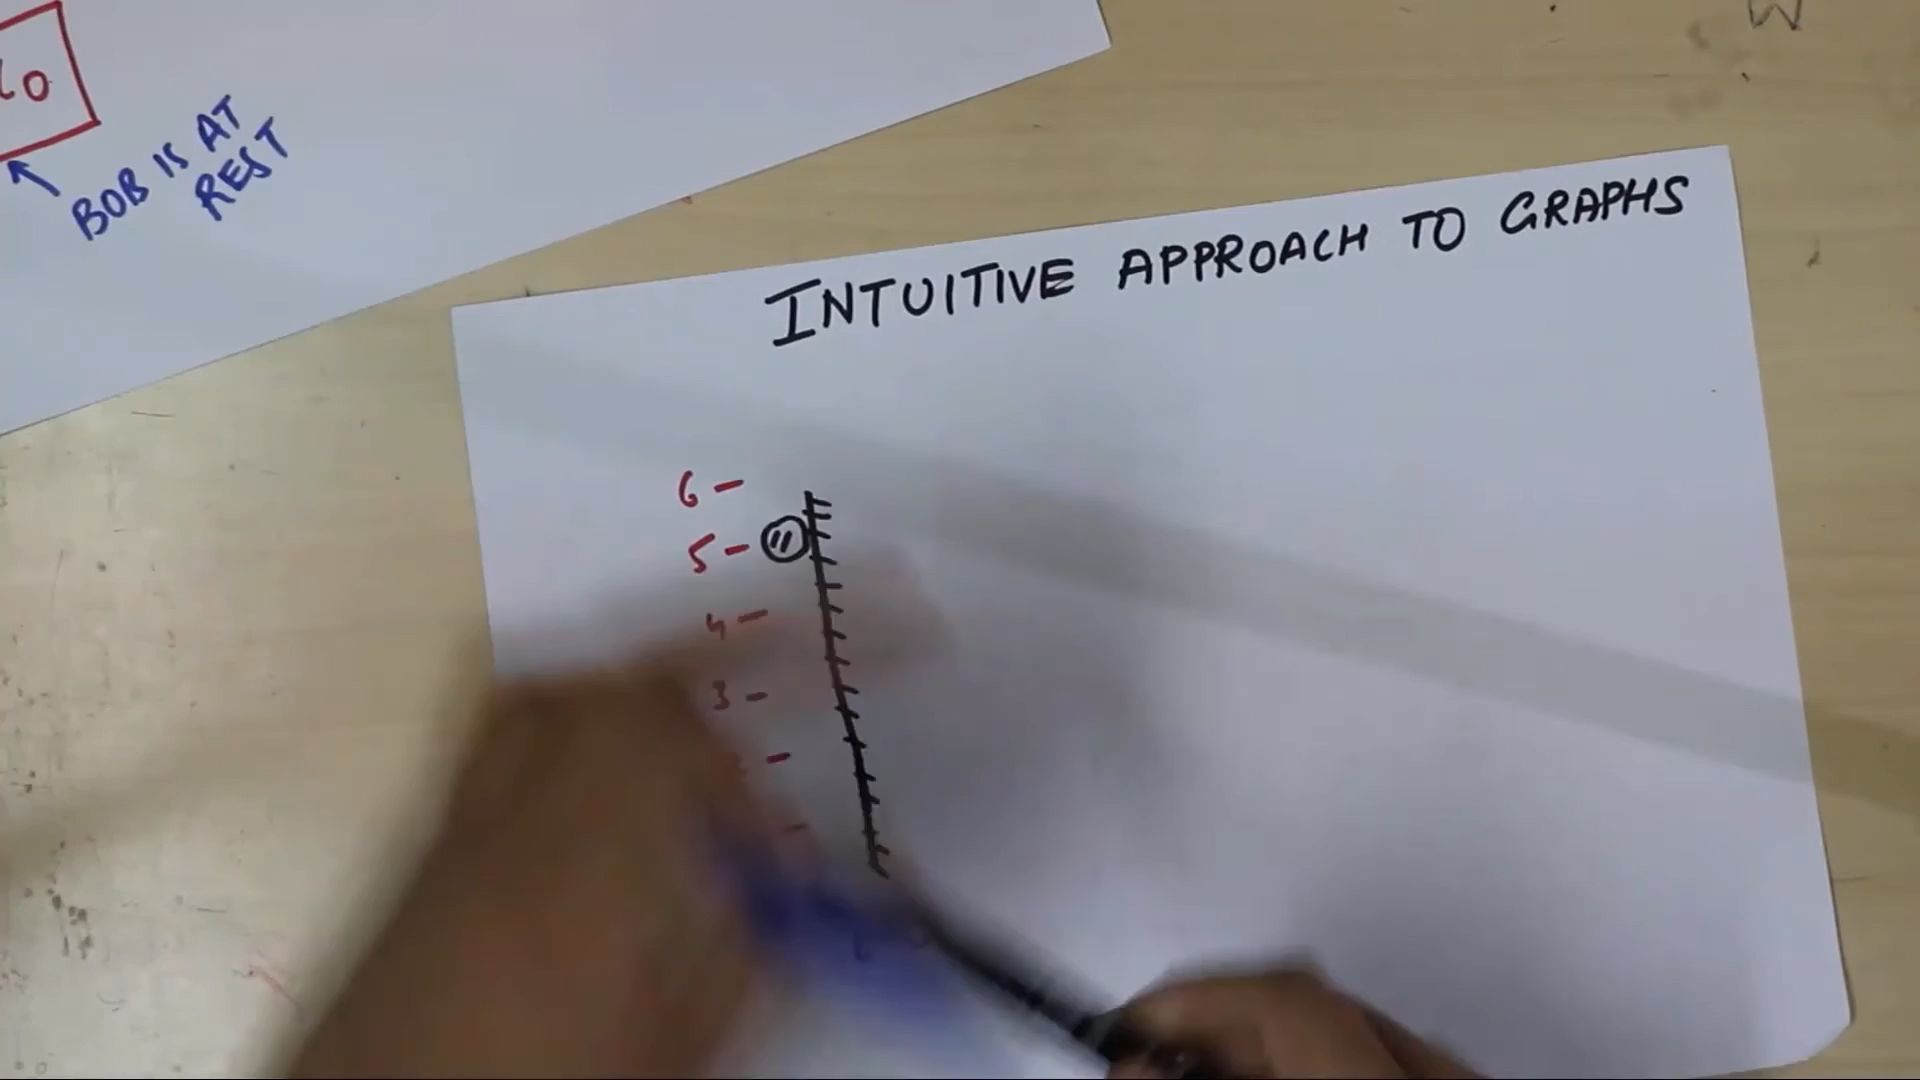 BOB IS AT
REST
INTUITIVE APPROACH TO GRAPHS
6 -
5 -
4 -
3 -